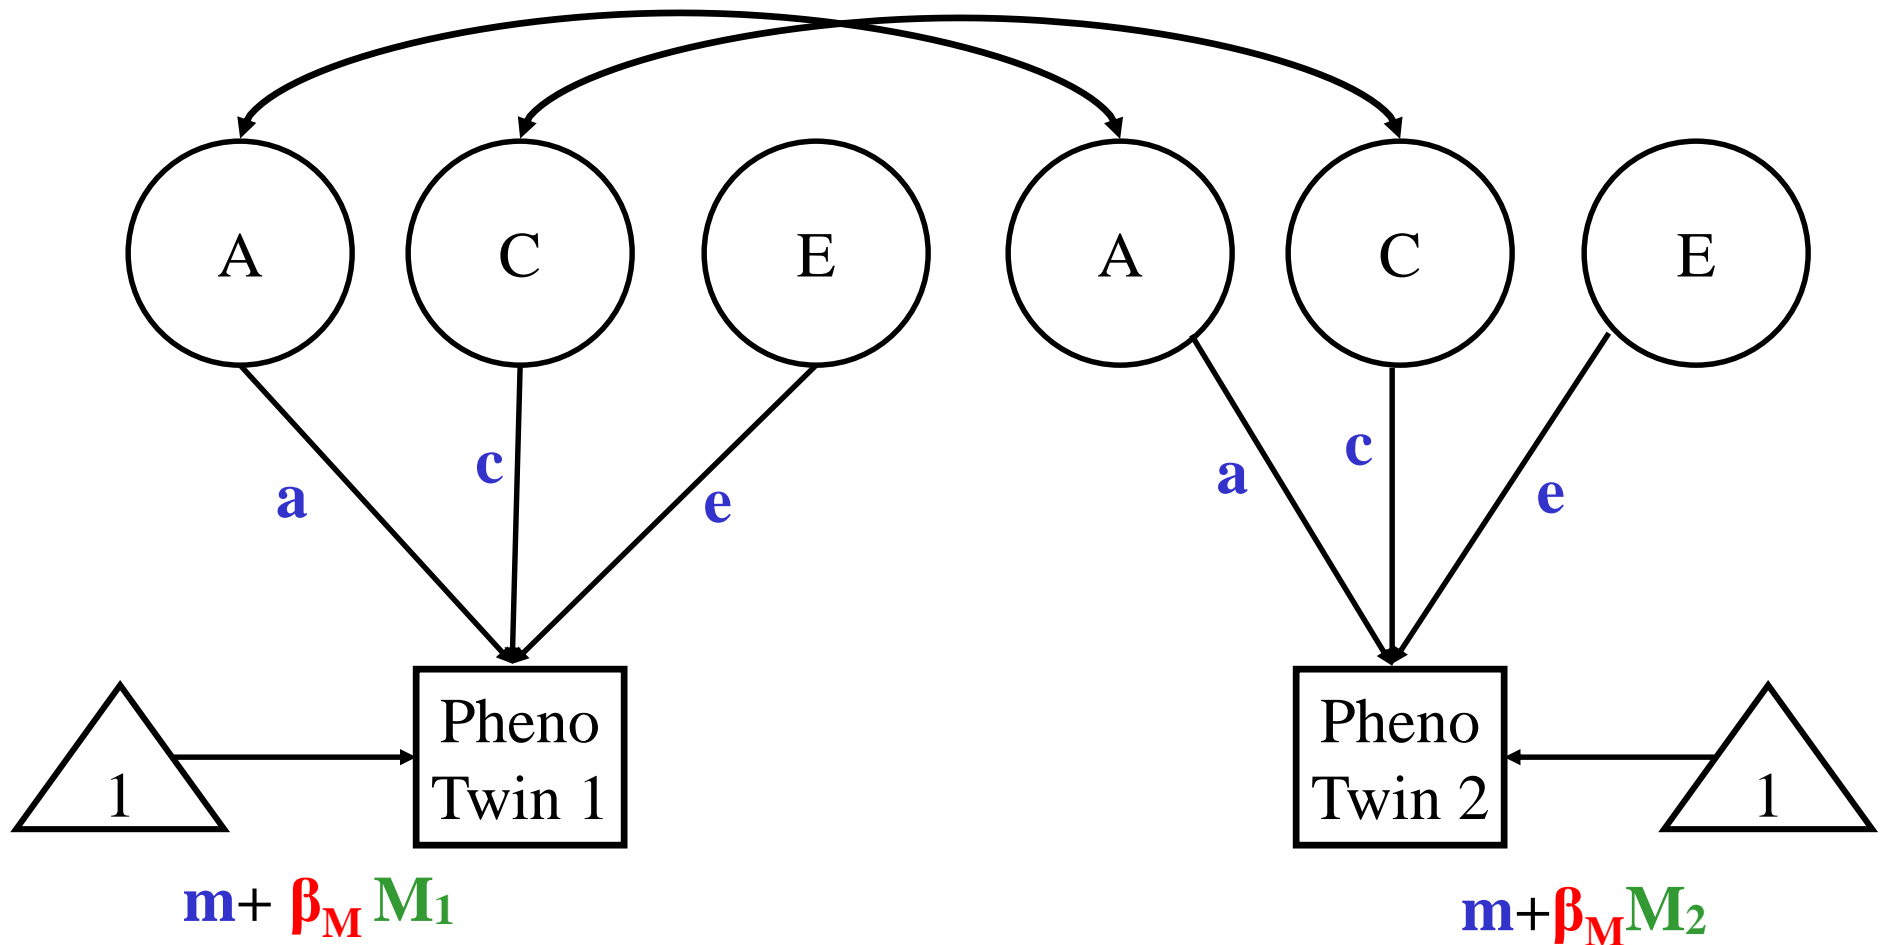 A C E A C E
a c e a c e
Pheno
Twin 1
Pheno
Twin 2
1
1
m+ βM M1
m+βMM2